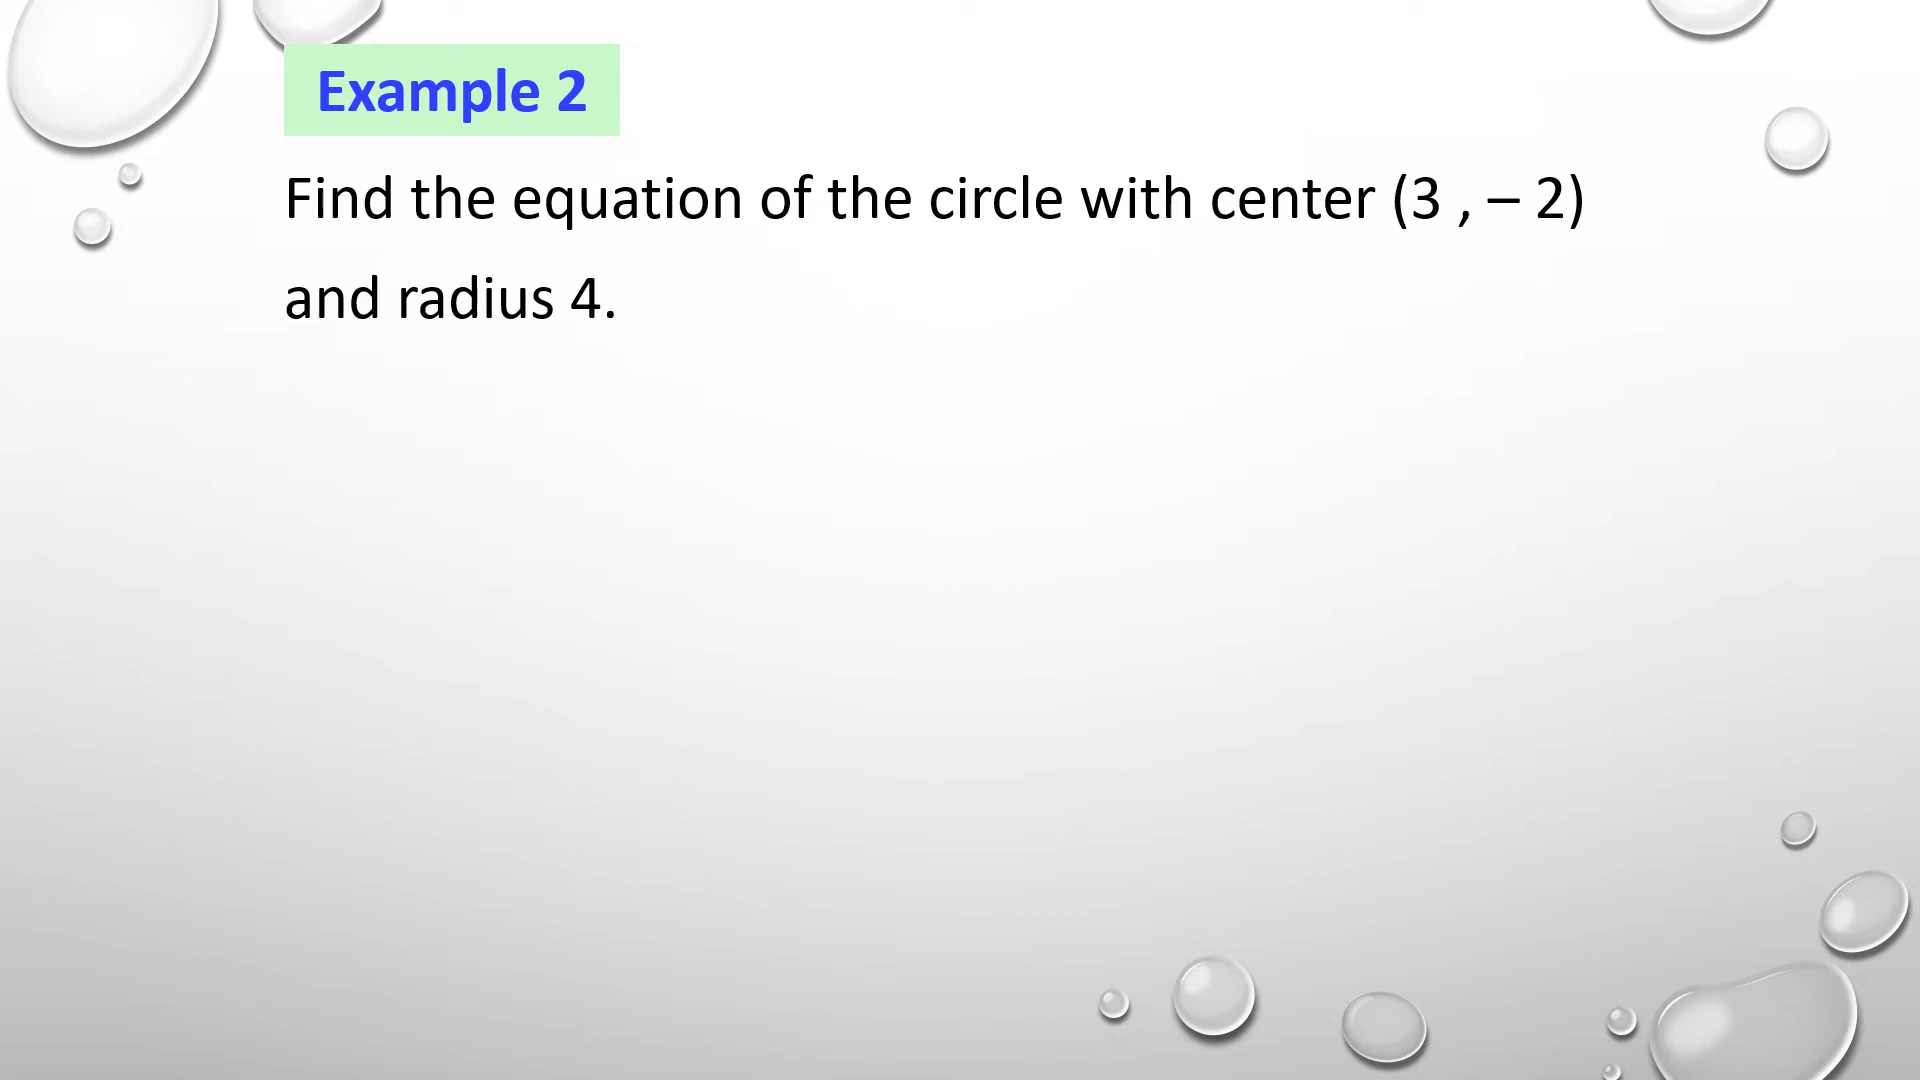 Example 2
Find the equation of the circle with center (3 , – 2)
and radius 4.